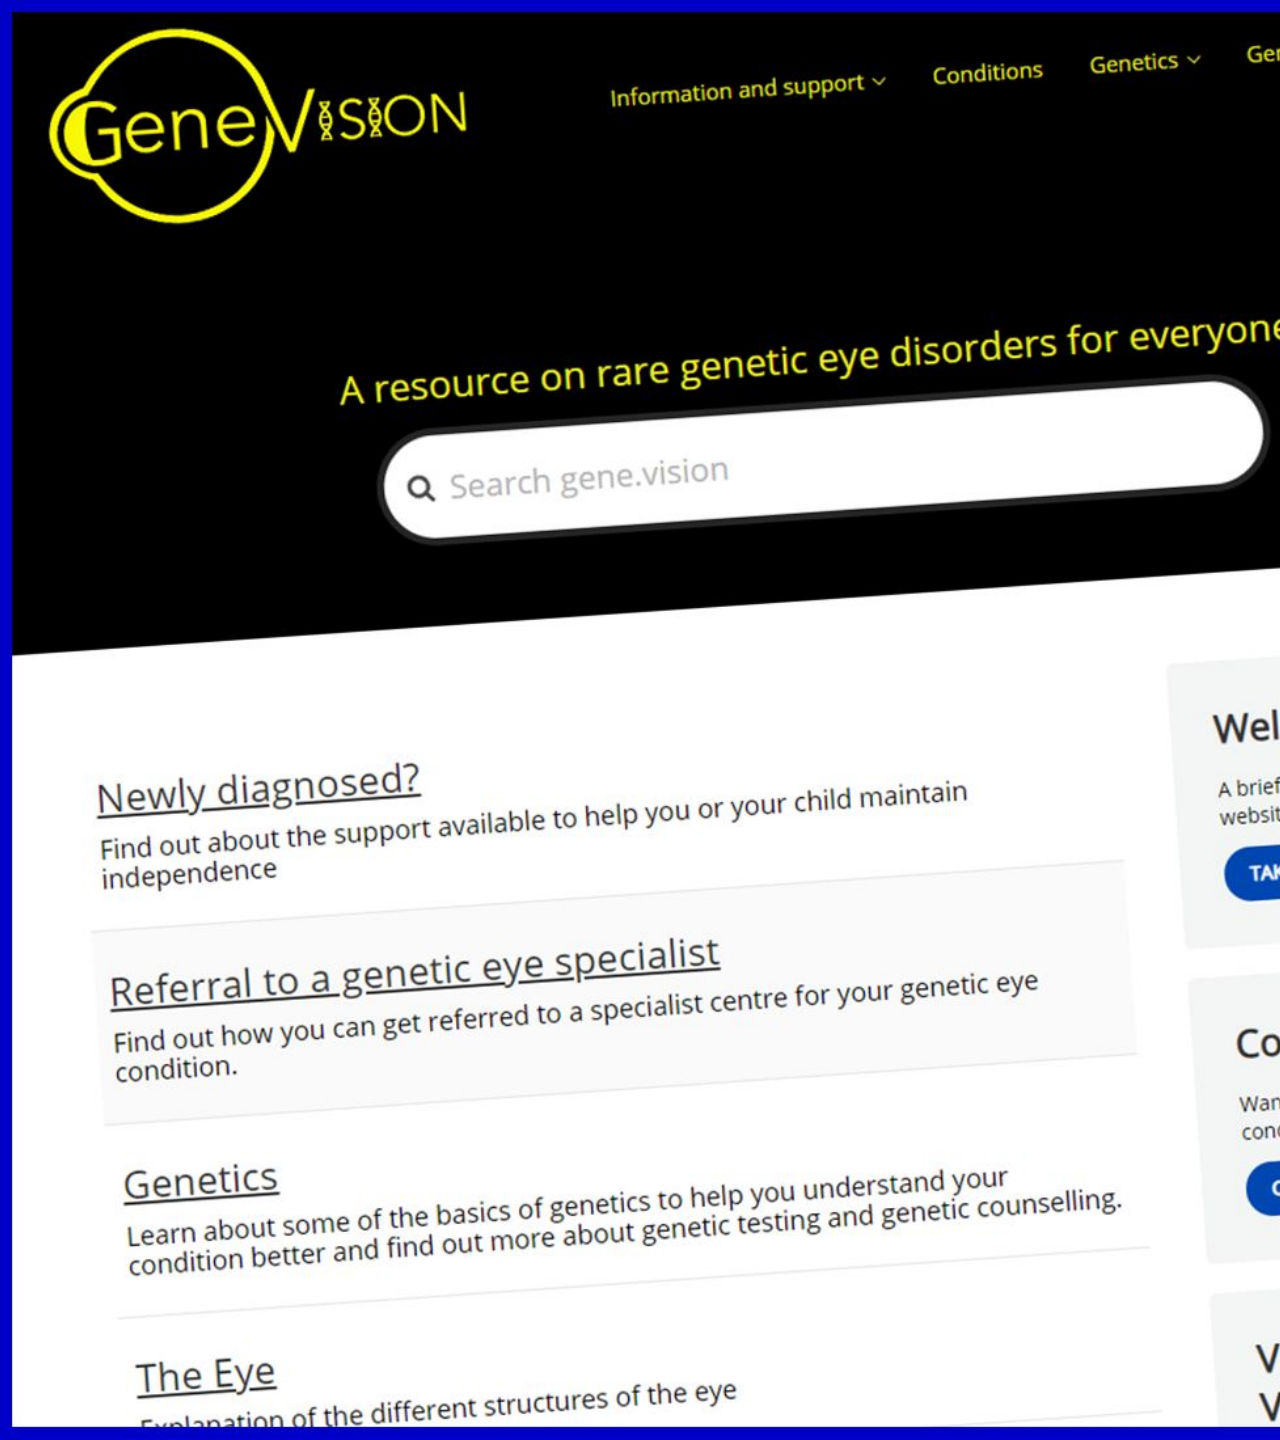 GeneVision
Information and support
Conditions
Genetics
A resource on rare genetic eye disorders for everyone
Search gene.vision
Newly diagnosed?
Find out about the support available to help you or your child maintain
independence
Referral to a genetic eye specialist
Find out how you can get referred to a specialist centre for your genetic eye
condition.
Genetics
Learn about some of the basics of genetics to help you understand your
condition better and find out more about genetic testing and genetic counselling.
The Eye
Explanation of the different structures of the eye
A brief